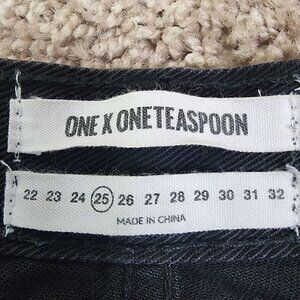 ONE X ONETEASPOON
22 23 24 25 26 27 28 29 30 31 32
MADE IN CHINA